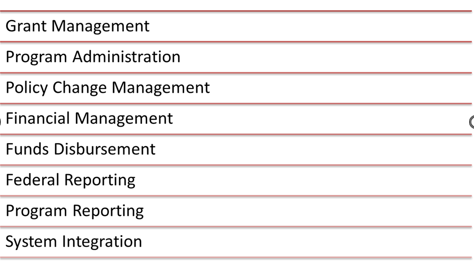 Grant Management
Program Administration
Policy Change Management
Financial Management
Funds Disbursement
Federal Reporting
Program Reporting
System Integration